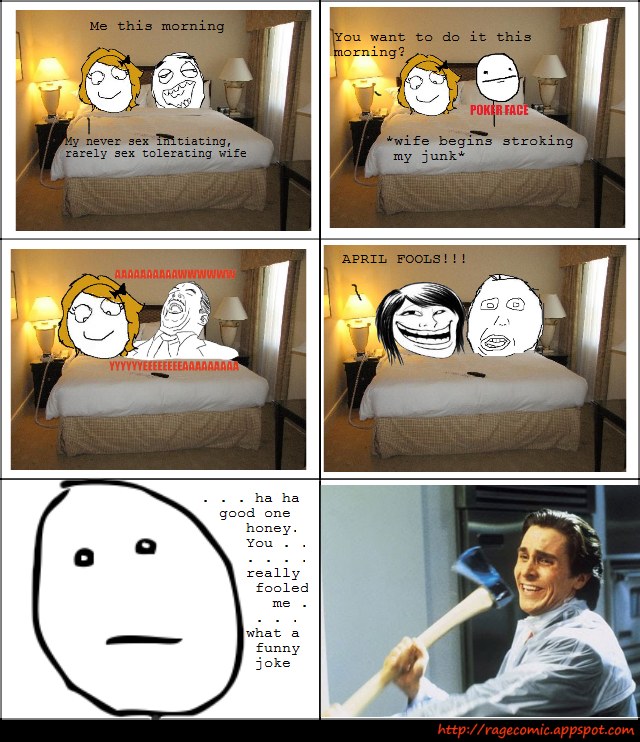 Me this morning
My never sex initiating,
rarely sex tolerating wife
You want to do it this
morning?
POKER FACE
*wife begins stroking
my junk*
AAAAAAAAAAWWWWWW
YYYYYYEEEEEEEEAAAAAAAAA
APRIL FOOLS!!!
. . . ha ha
good one
honey.
You . .
. . . .
really
fooled
me .
. . .
what a
funny
joke
http://ragecomic.appspot.com